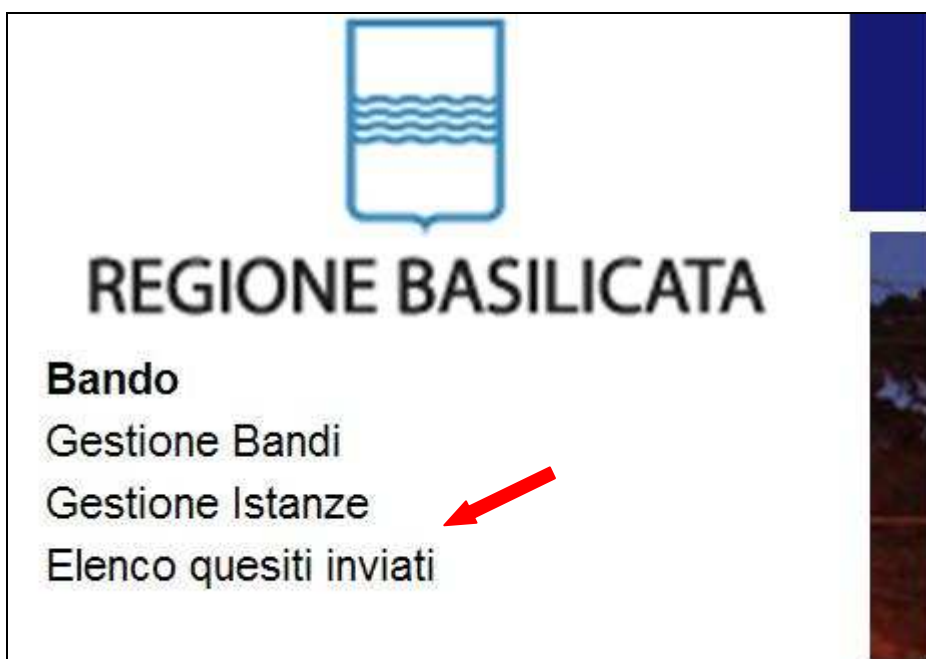 REGIONE BASILICATA
Bando
Gestione Bandi
Gestione Istanze
Elenco quesiti inviati